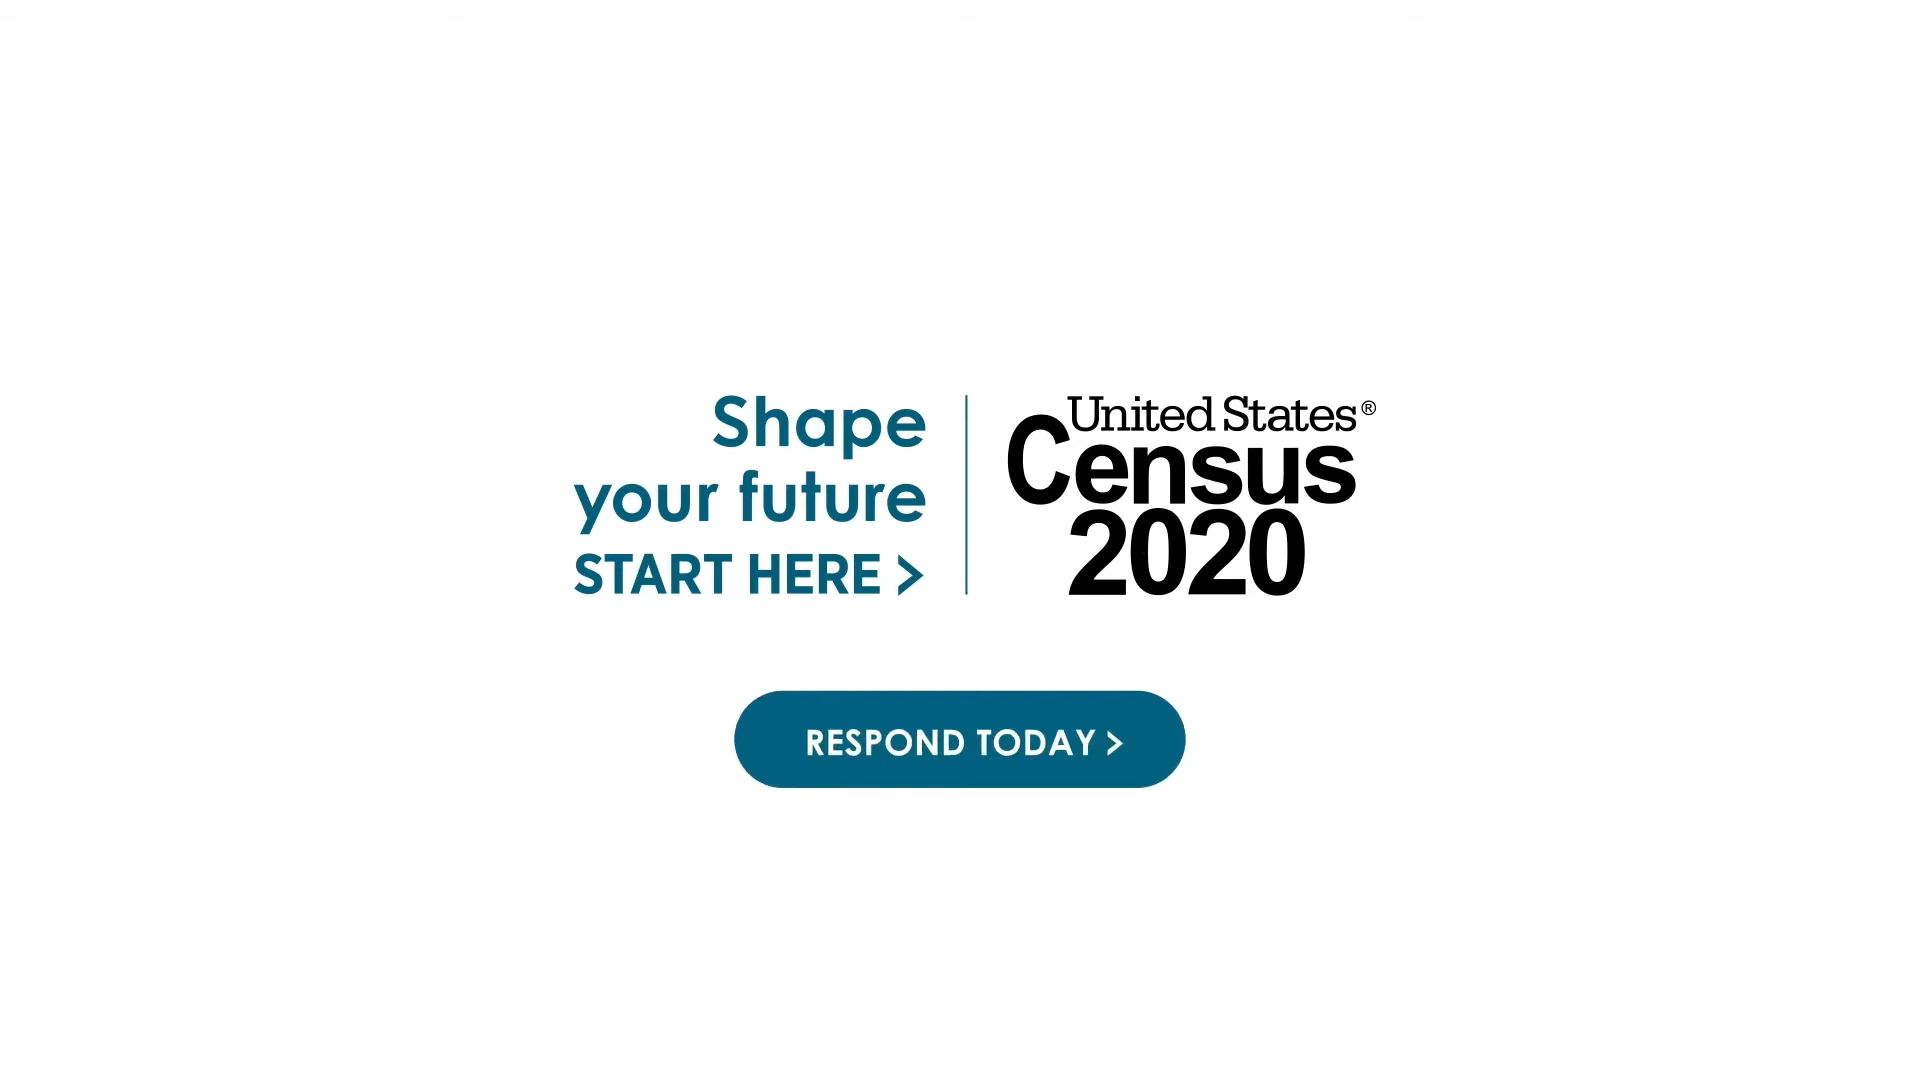 Shape
your future
START HERE >
United States®
Census
2020
RESPOND TODAY >